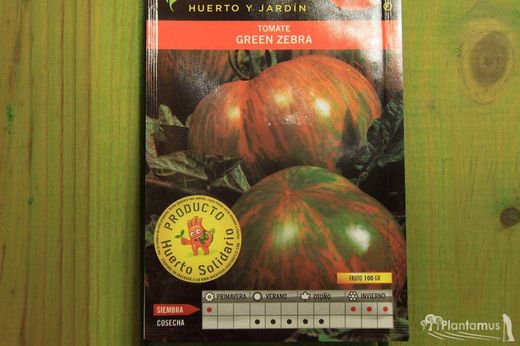 HUERTO Y JARDÍN
TOMATE
GREEN ZEBRA
PRODUCTO
Huerto Solidario
FRUTO 100 GR
PRIMAVERA VERANO OTOÑO INVIERNO
SIEMBRA
COSECHA
Plantamus